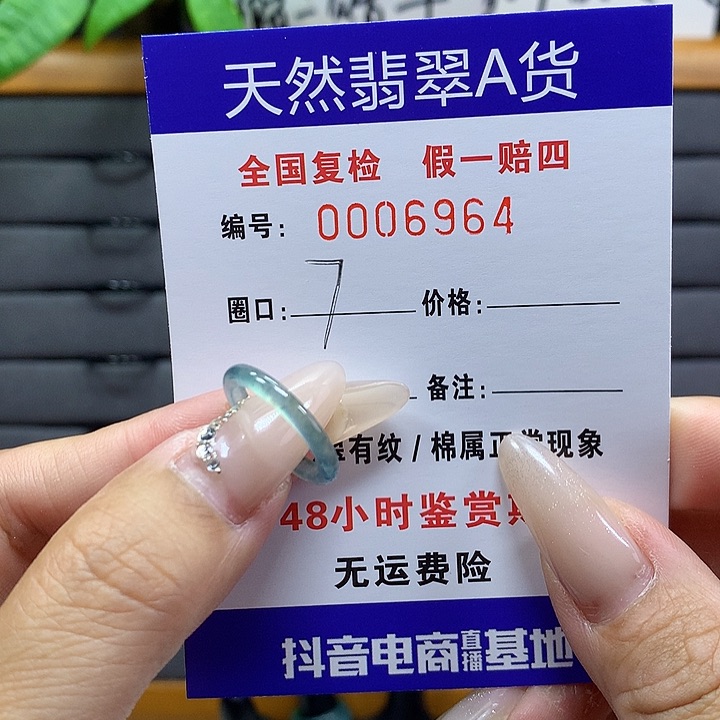 天然翡翠A货
全国复检 假一赔四
编号: 0006964
圈口: 7 价格:
备注:
有纹/棉属正常现象
48小时鉴赏期
无运费险
抖音电商直播基地